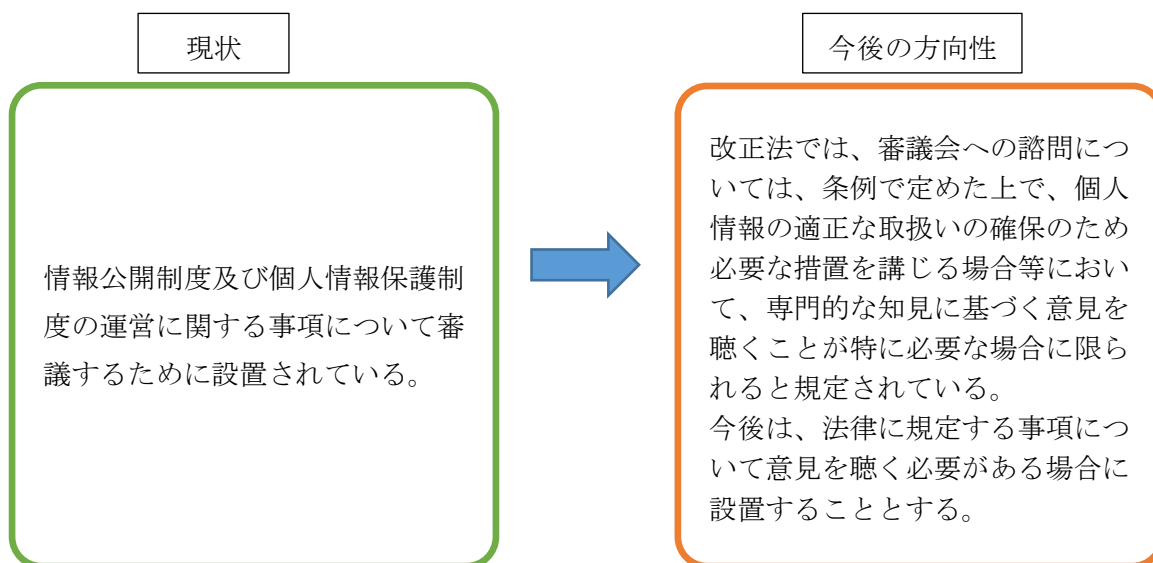 現状
情報公開制度及び個人情報保護制
度の運営に関する事項について審
議するために設置されている。
今後の方向性
改正法では、審議会への諮問につ
いては、条例で定めた上で、個人
情報の適正な取扱いの確保のため
必要な措置を講じる場合等におい
て、専門的な知見に基づく意見を
聴くことが特に必要な場合に限ら
れると規定されている。
今後は、法律に規定する事項につ
いて意見を聴く必要がある場合に
設置することとする。